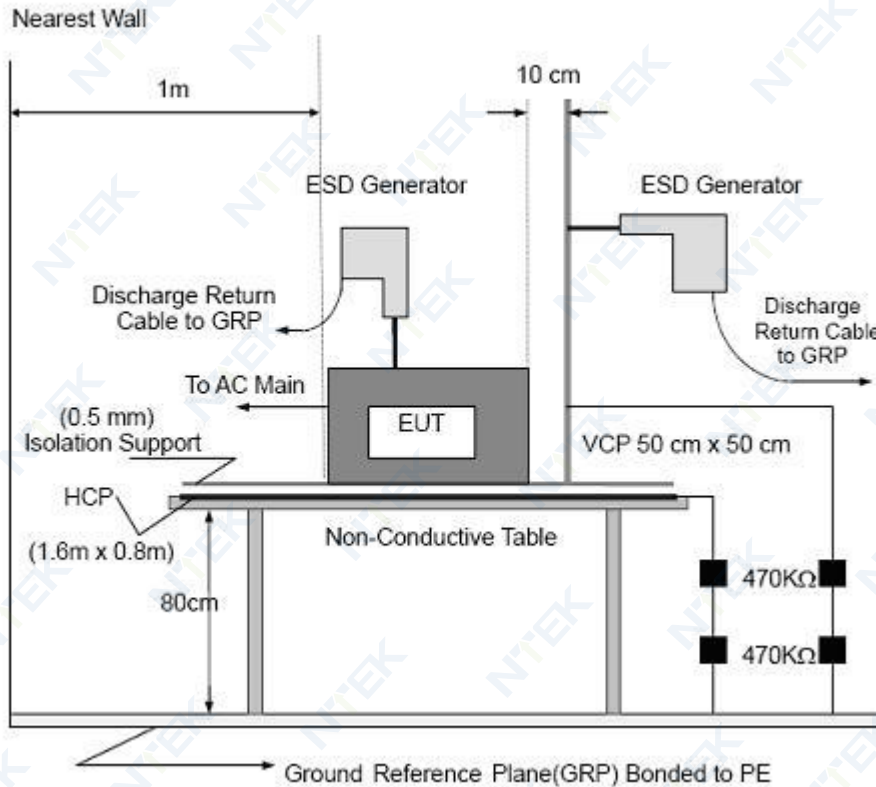 Nearest Wall
1m
10 cm
ESD Generator
ESD Generator
Discharge Return
Cable to GRP
Discharge
Return Cable
to GRP
To AC Main
(0.5 mm)
Isolation Support
EUT
VCP 50 cm x 50 cm
HCP
(1.6m x 0.8m)
Non-Conductive Table
80cm
470KΩ
470KΩ
Ground Reference Plane(GRP) Bonded to PE
NTEK